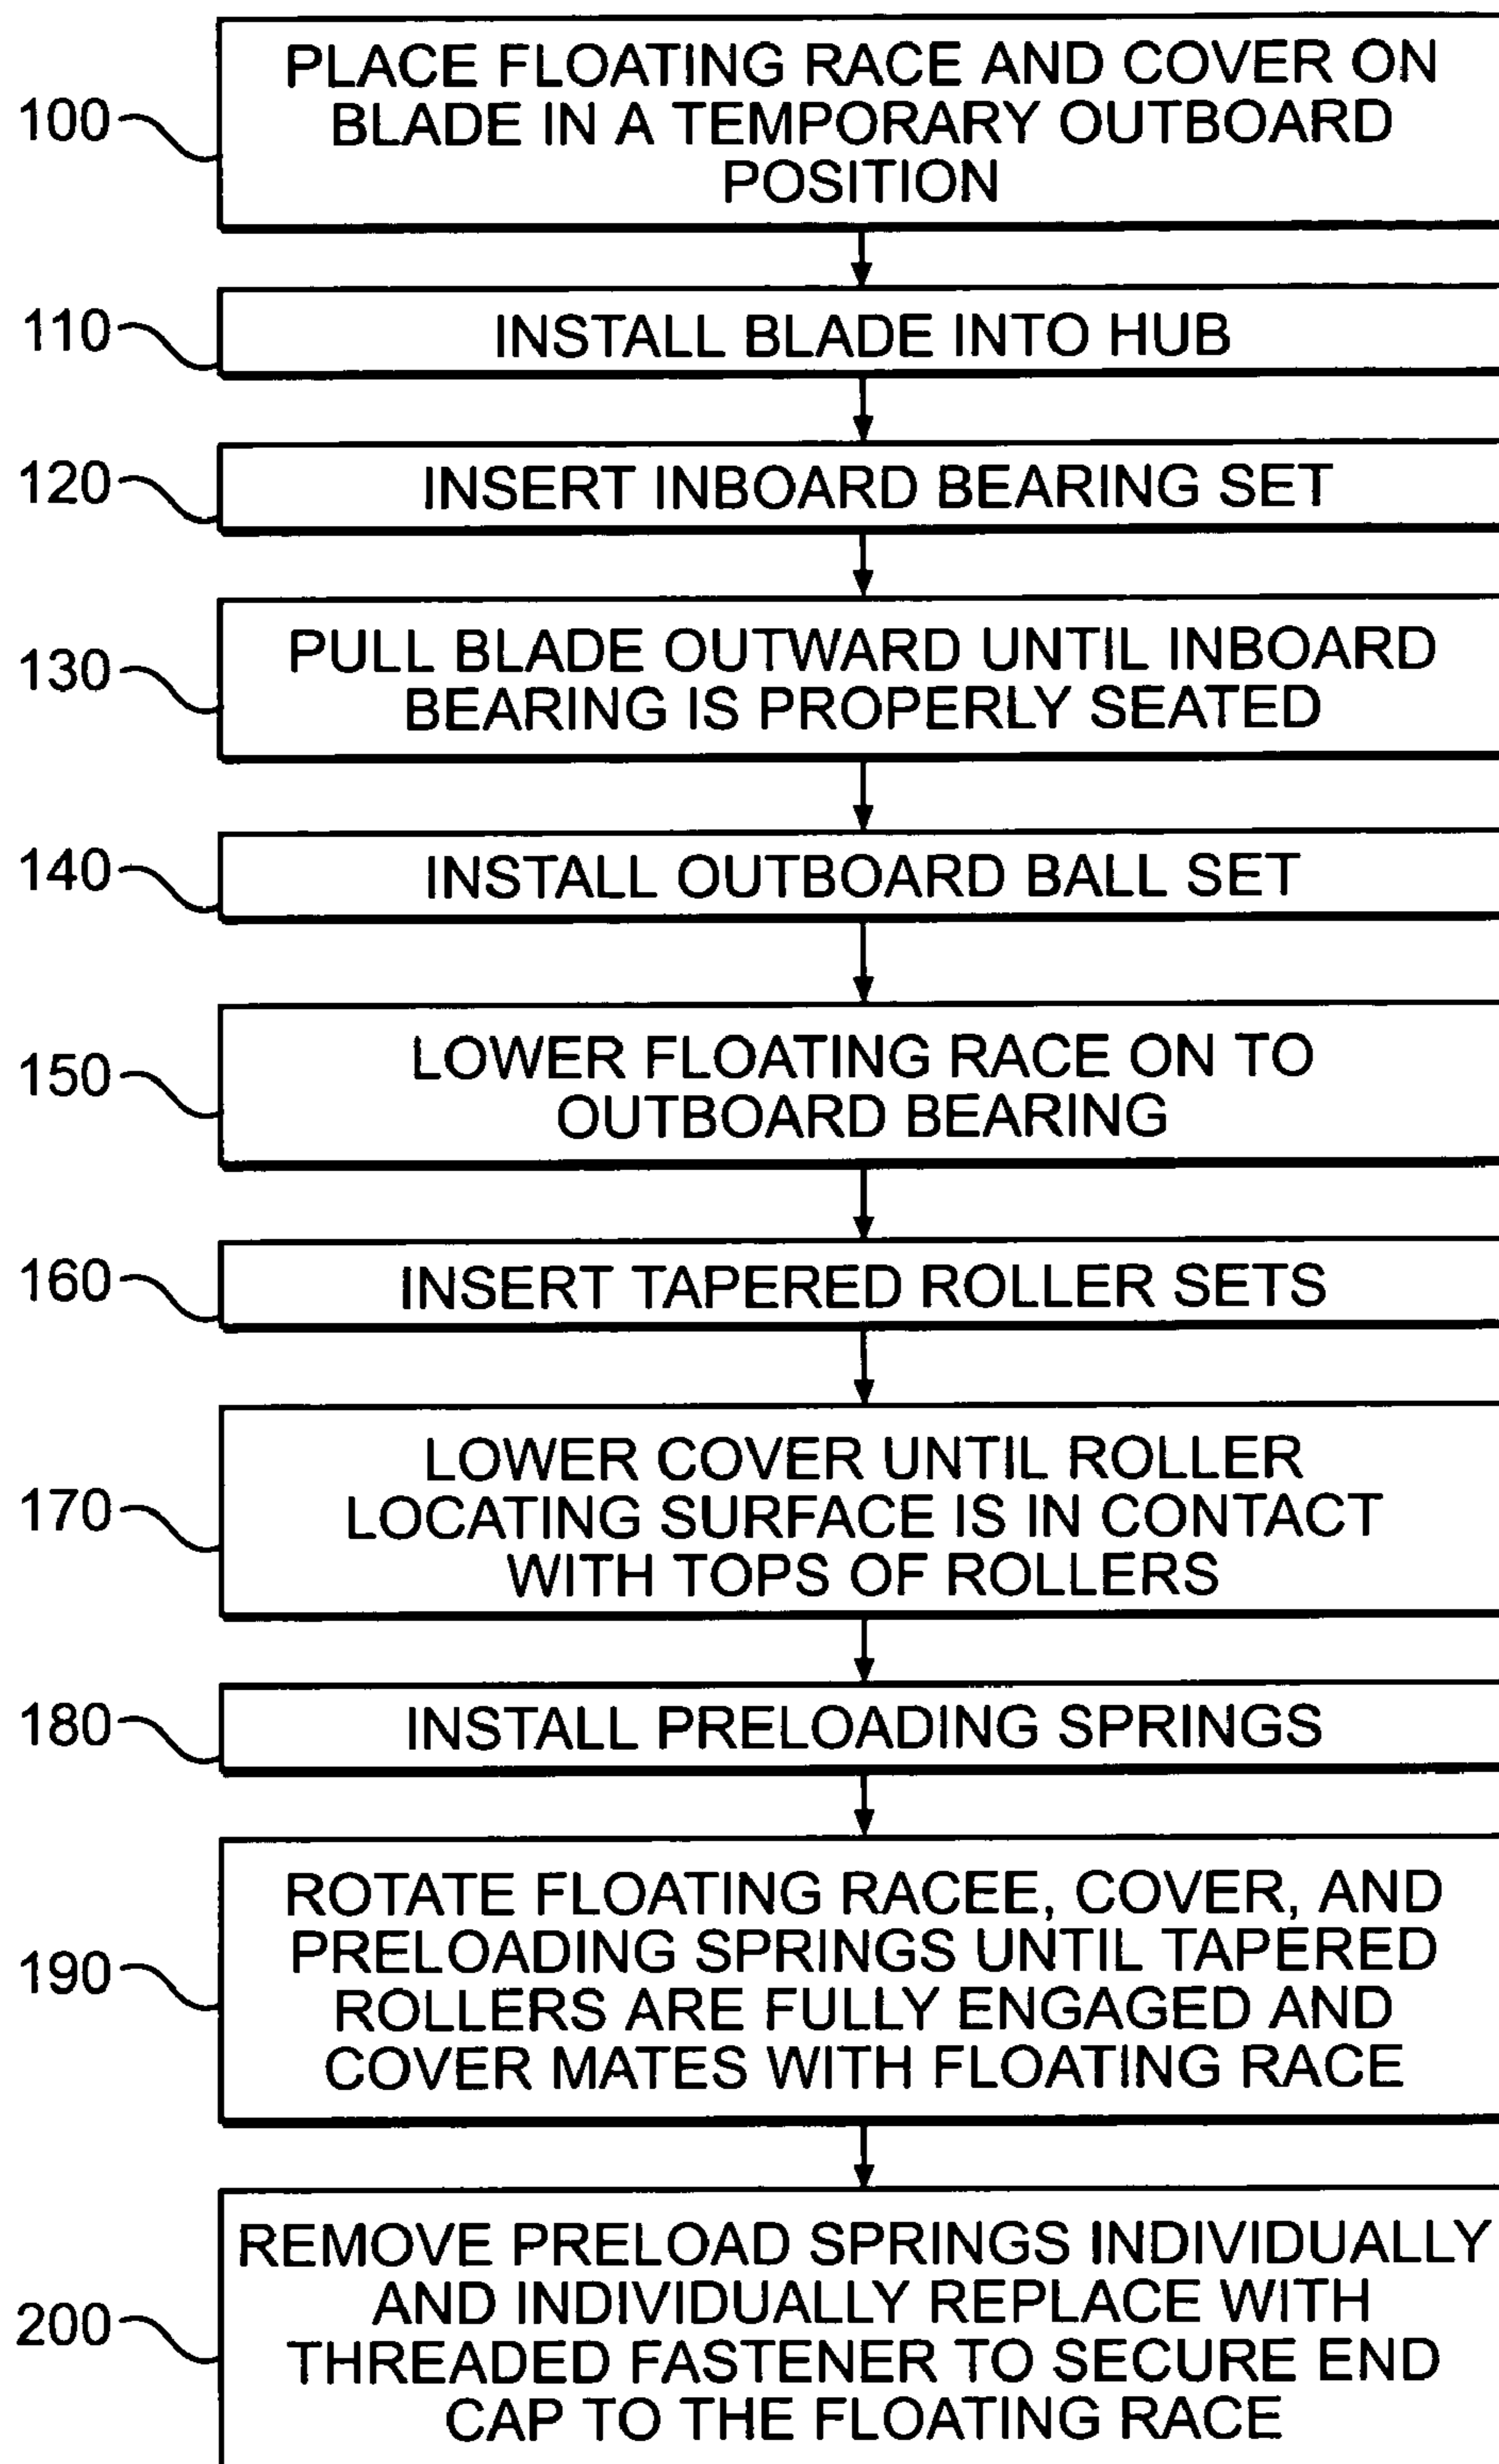 100
PLACE FLOATING RACE AND COVER ON
BLADE IN A TEMPORARY OUTBOARD
POSITION
110
INSTALL BLADE INTO HUB
120
INSERT INBOARD BEARING SET
130
PULL BLADE OUTWARD UNTIL INBOARD
BEARING IS PROPERLY SEATED
140
INSTALL OUTBOARD BALL SET
150
LOWER FLOATING RACE ON TO
OUTBOARD BEARING
160
INSERT TAPERED ROLLER SETS
170
LOWER COVER UNTIL ROLLER
LOCATING SURFACE IS IN CONTACT
WITH TOPS OF ROLLERS
180
INSTALL PRELOADING SPRINGS
190
ROTATE FLOATING RACEE, COVER, AND
PRELOADING SPRINGS UNTIL TAPERED
ROLLERS ARE FULLY ENGAGED AND
COVER MATES WITH FLOATING RACE
200
REMOVE PRELOAD SPRINGS INDIVIDUALLY
AND INDIVIDUALLY REPLACE WITH
THREADED FASTENER TO SECURE END
CAP TO THE FLOATING RACE